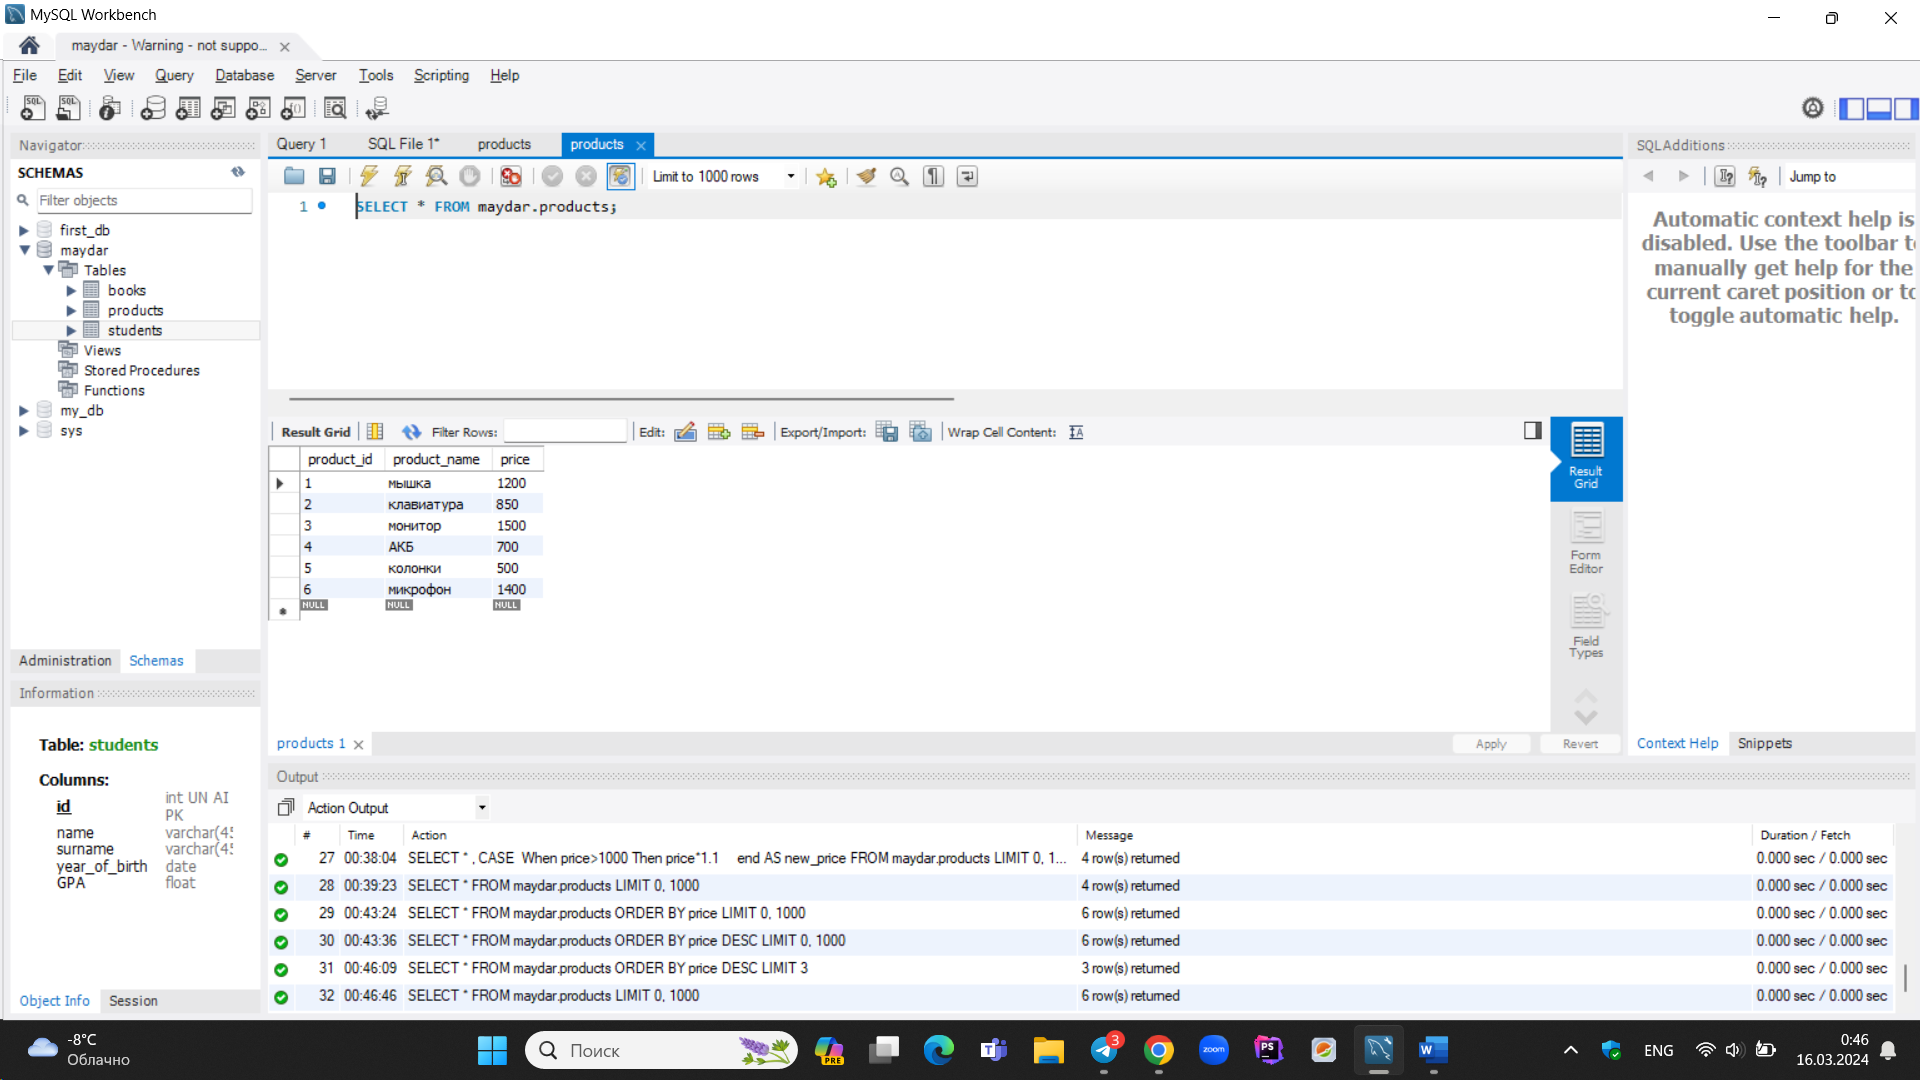 MySQL Workbench
maydar - Warning - not suppo...
File Edit View Query Database Server Tools Scripting Help
Navigator
Query 1 SQL File 1* products products
SQLAdditions
SCHEMAS
Limit to 1000 rows
Jump to
Filter objects
1 SELECT * FROM maydar.products;
first_db
maydar
Tables
books
products
students
Views
Stored Procedures
Functions
my_db
sys
Automatic context help is
disabled. Use the toolbar t
manually get help for the
current caret position or to
toggle automatic help.
Result Grid Filter Rows: Edit: Export/Import: Wrap Cell Content:
product_id product_name price
1 мышка 1200
2 клавиатура 850
3 монитор 1500
4 АКБ 700
5 колонки 500
6 микрофон 1400
NULL NULL NULL
Result
Grid
Form
Editor
Field
Types
Administration Schemas
Information
Table: students
Columns:
id int UN AI
PK
name varchar(45
surname varchar(45
year_of_birth date
GPA float
products 1
Apply Revert
Context Help Snippets
Output
Action Output
# Time Action Message Duration / Fetch
27 00:38:04 SELECT * , CASE When price>1000 Then price*1.1 end AS new_price FROM maydar.products LIMIT 0, 1... 4 row(s) returned 0.000 sec / 0.000 sec
28 00:39:23 SELECT * FROM maydar.products LIMIT 0, 1000 4 row(s) returned 0.000 sec / 0.000 sec
29 00:43:24 SELECT * FROM maydar.products ORDER BY price LIMIT 0, 1000 6 row(s) returned 0.000 sec / 0.000 sec
30 00:43:36 SELECT * FROM maydar.products ORDER BY price DESC LIMIT 0, 1000 6 row(s) returned 0.000 sec / 0.000 sec
31 00:46:09 SELECT * FROM maydar.products ORDER BY price DESC LIMIT 3 3 row(s) returned 0.000 sec / 0.000 sec
32 00:46:46 SELECT * FROM maydar.products LIMIT 0, 1000 6 row(s) returned 0.000 sec / 0.000 sec
Object Info Session
-8°C
Облачно
Поиск
PRE
3
zoom
PS
ENG
0:46
16.03.2024